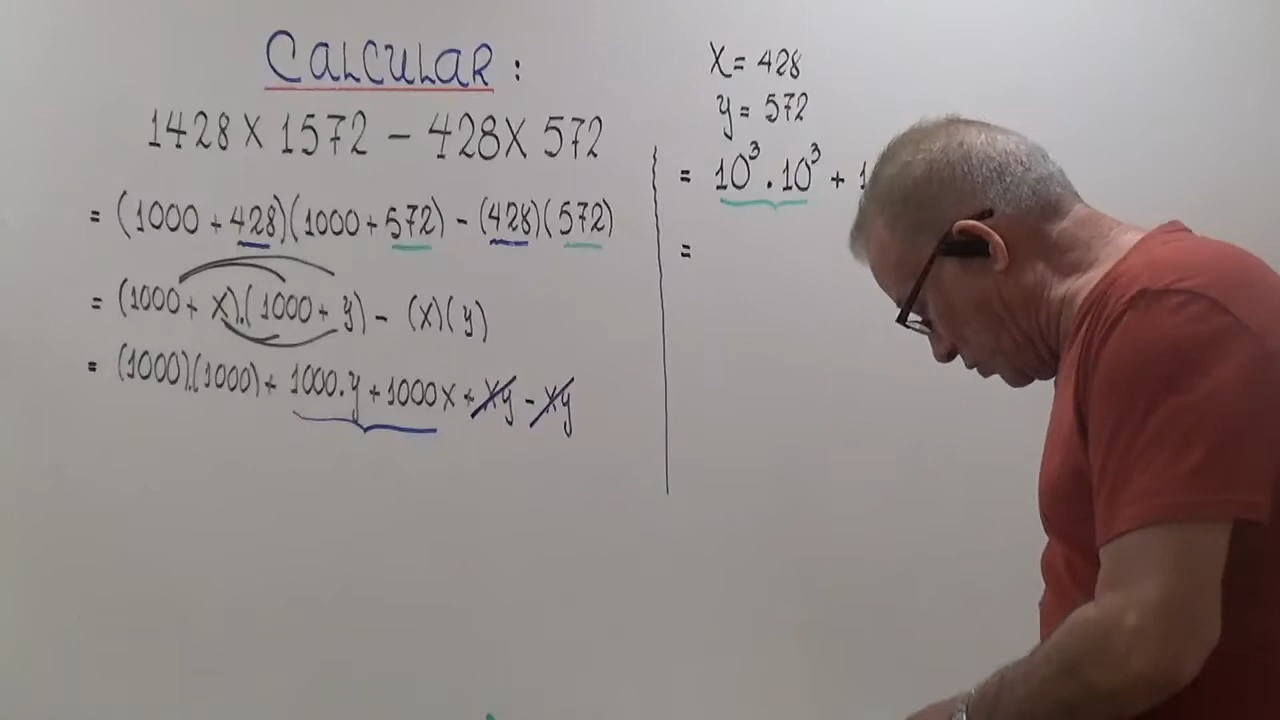 CALCULAR :
1428 X 1572 – 428 X 572
= (1000 + 428)(1000 + 572) – (428)(572)
= (1000 + x).(1000 + y) – (x)(y)
= (1000).(1000) + 1000.y + 1000x + xy – xy
X = 428
y = 572
= 10³ . 10³ + 1
=